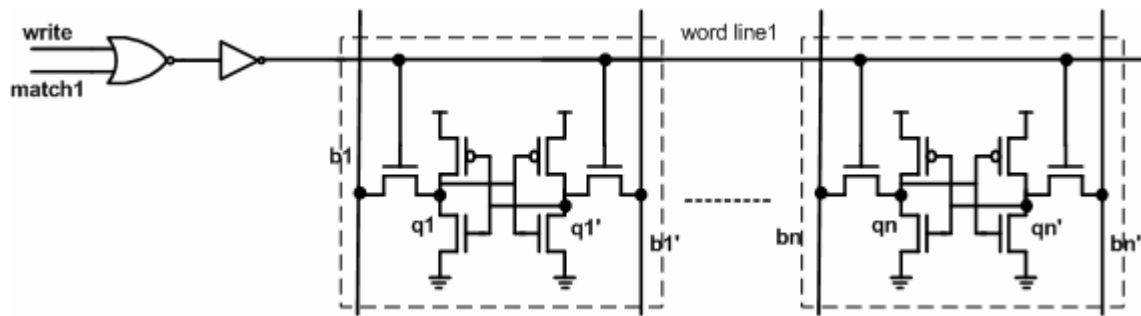 write
match1
word line1
b1
q1
q1'
b1'
bn
qn
qn'
bn'